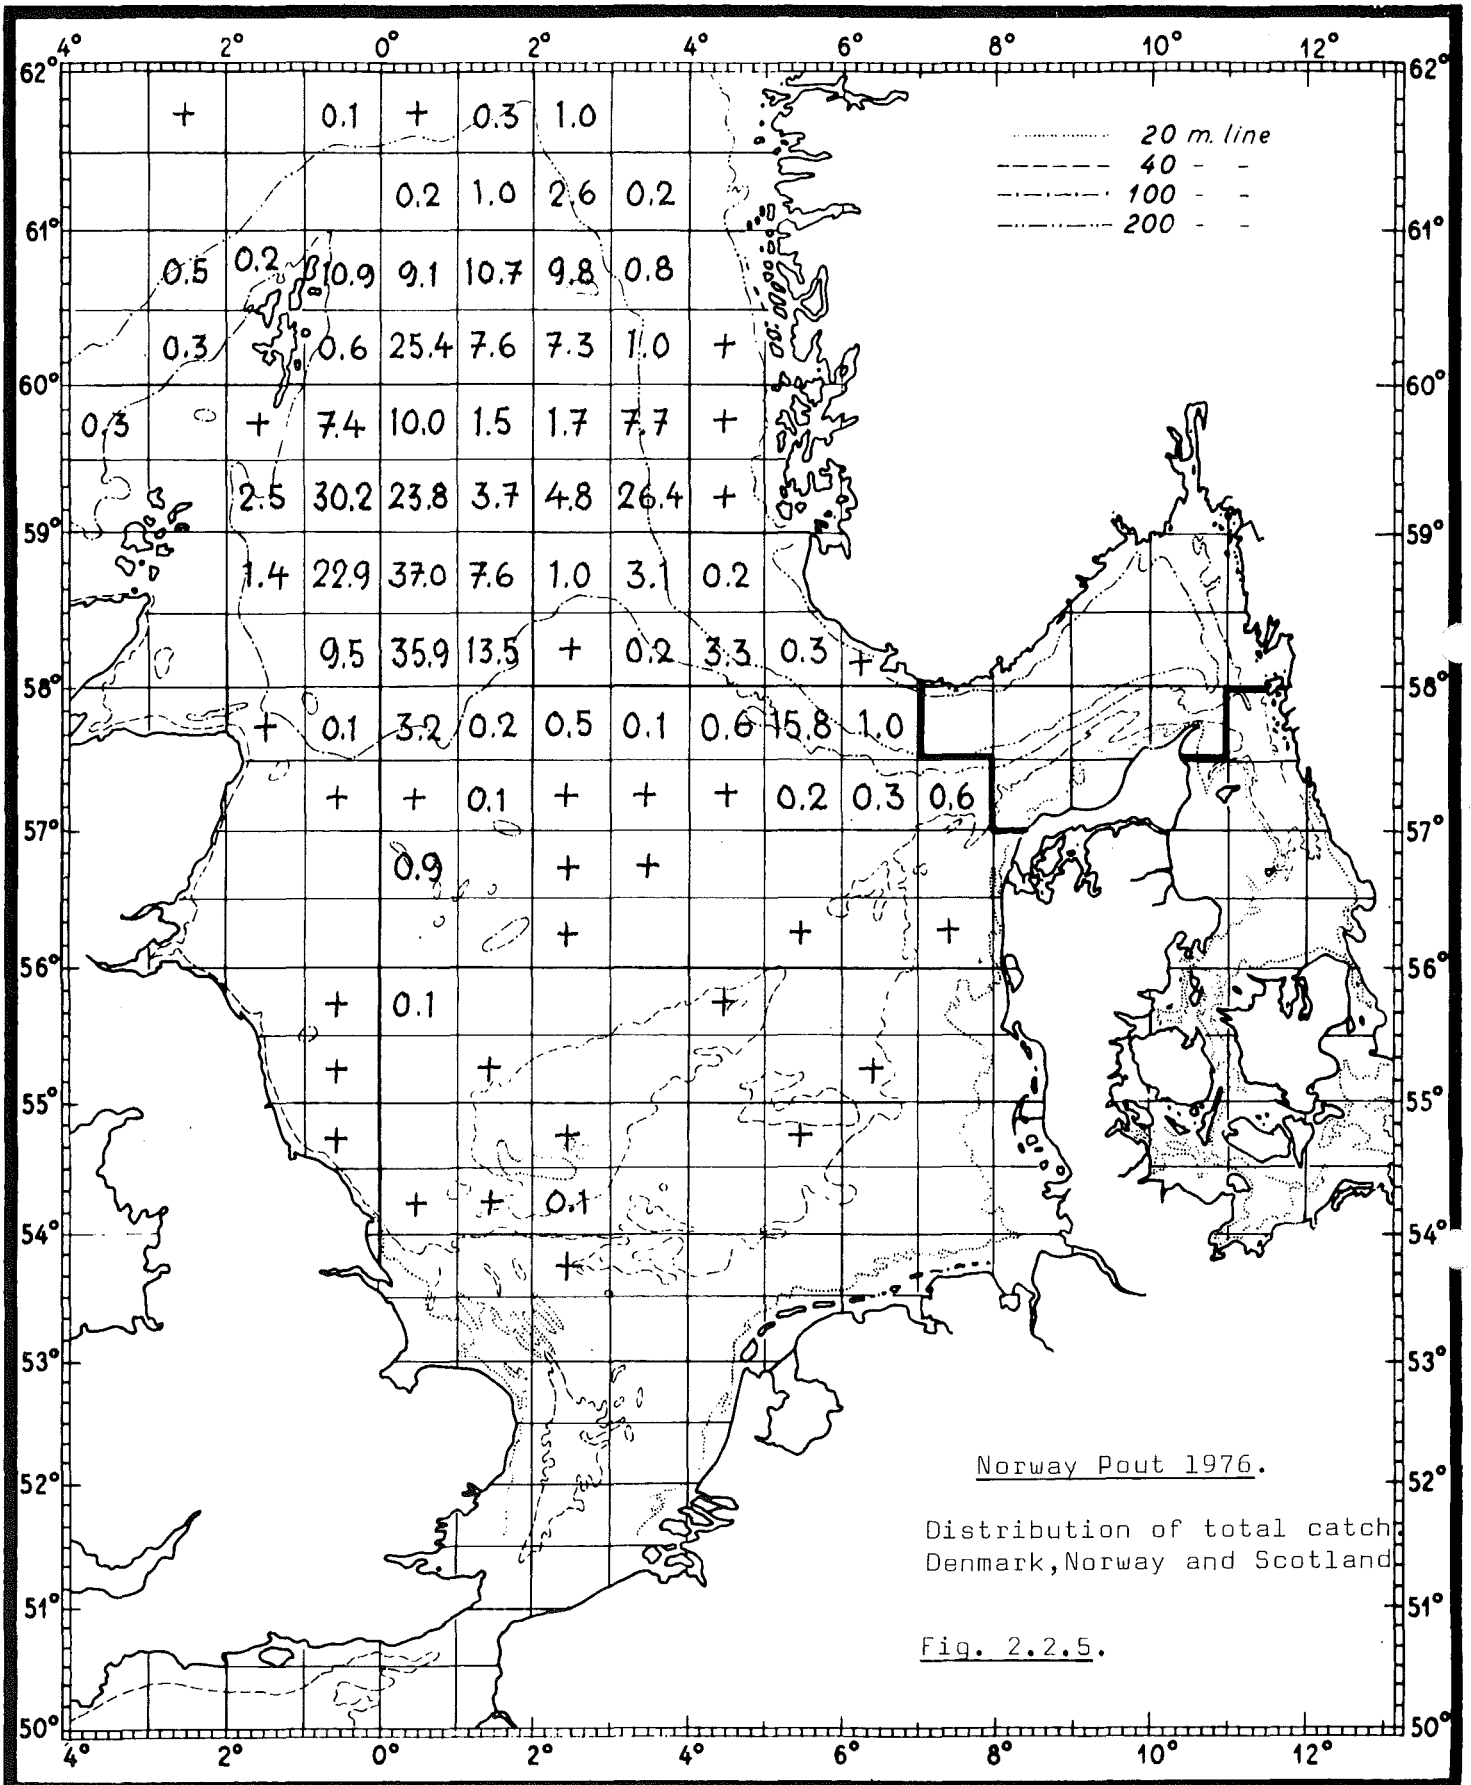 4° 2° 0° 2° 4° 6° 8° 10° 12°
62° 62°
+ 0.1 + 0.3 1.0
20 m. line
40 - -
100 - -
200 - -
0.2 1.0 2.6 0.2
61° 61°
0.5 0.2 10.9 9.1 10.7 9.8 0.8
0.3 0.6 25.4 7.6 7.3 1.0 +
60° 60°
0.3 + 7.4 10.0 1.5 1.7 7.7 +
2.5 30.2 23.8 3.7 4.8 26.4 +
59° 59°
1.4 22.9 37.0 7.6 1.0 3.1 0.2
9.5 35.9 13.5 + 0.2 3.3 0.3 +
58° 58°
+ 0.1 3.2 0.2 0.5 0.1 0.6 15.8 1.0
+ + 0.1 + + + 0.2 0.3 0.6
57° 57°
0.9 + +
+ + +
56° 56°
+ 0.1 +
+ + +
55° 55°
+ + +
+ + 0.1
54° 54°
+
53° 53°
Norway Pout 1976.
52° 52°
Distribution of total catch
Denmark, Norway and Scotland
51° 51°
Fig. 2.2.5.
50° 50°
4° 2° 0° 2° 4° 6° 8° 10° 12°